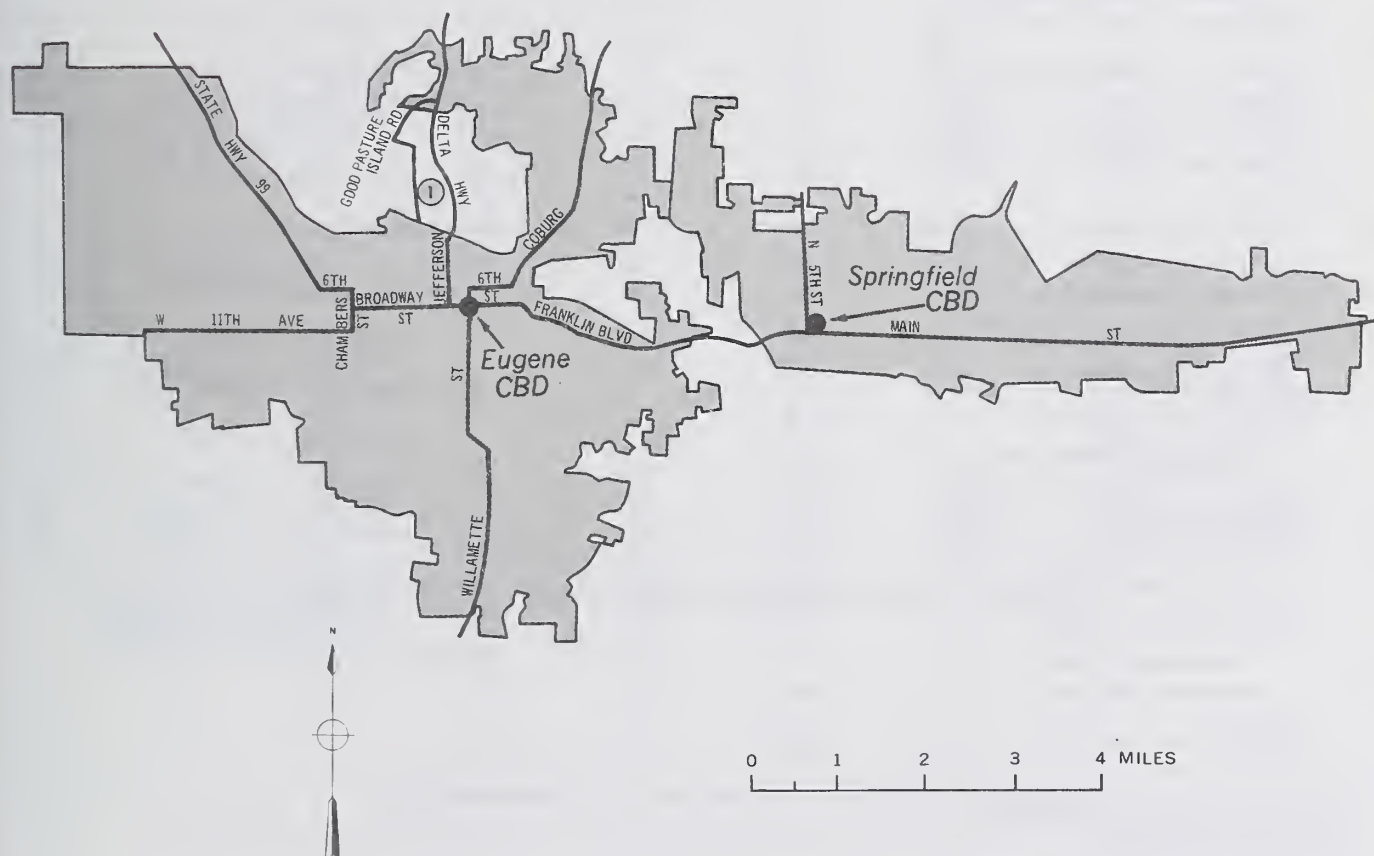 STATE
HWY 99
GOOD PASTURE
ISLAND RD
DELTA
HWY
1
COBURG
JEFFERSON
6TH
6TH
ST
BROADWAY
ST
CHAMBERS
ST
W 11TH AVE
FRANKLIN BLVD
Eugene
CBD
ST
WILLAMETTE
N 5TH ST
Springfield
CBD
MAIN ST
N
0 1 2 3 4 MILES